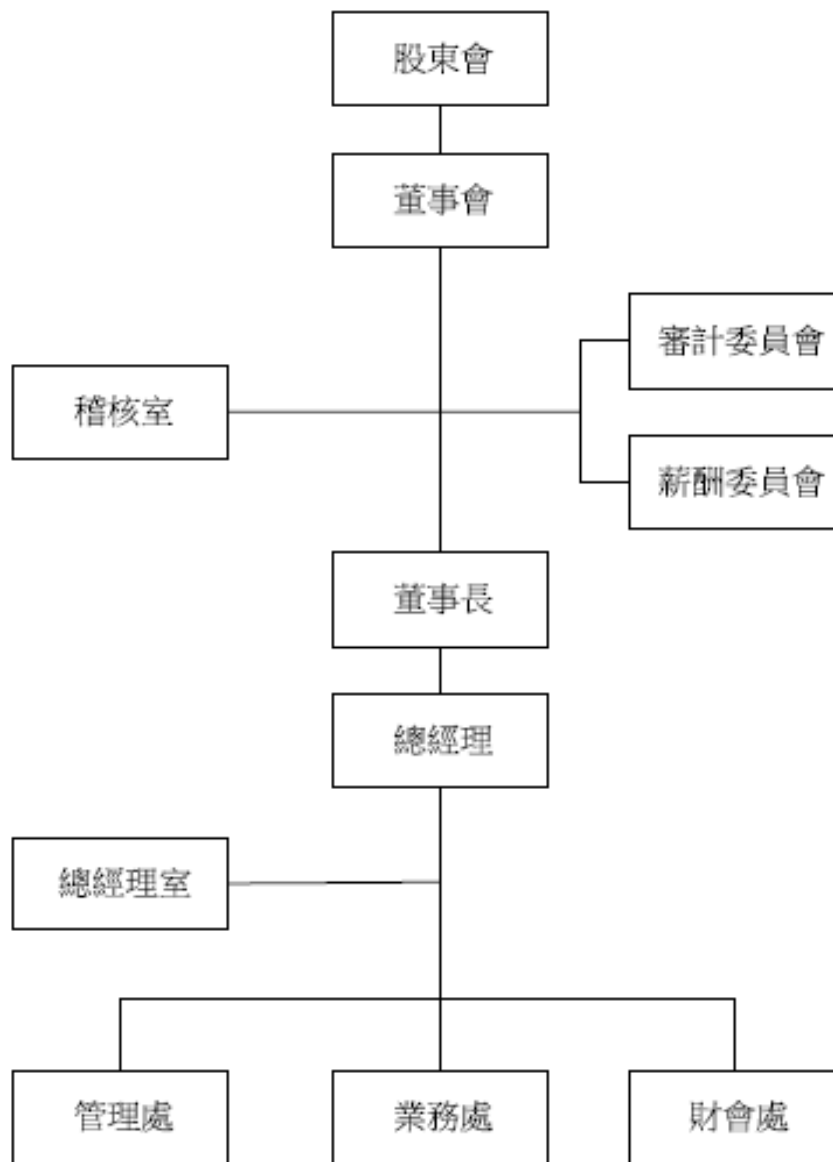 股東會
董事會
審計委員會
稽核室
薪酬委員會
董事長
總經理
總經理室
管理處
業務處
財會處